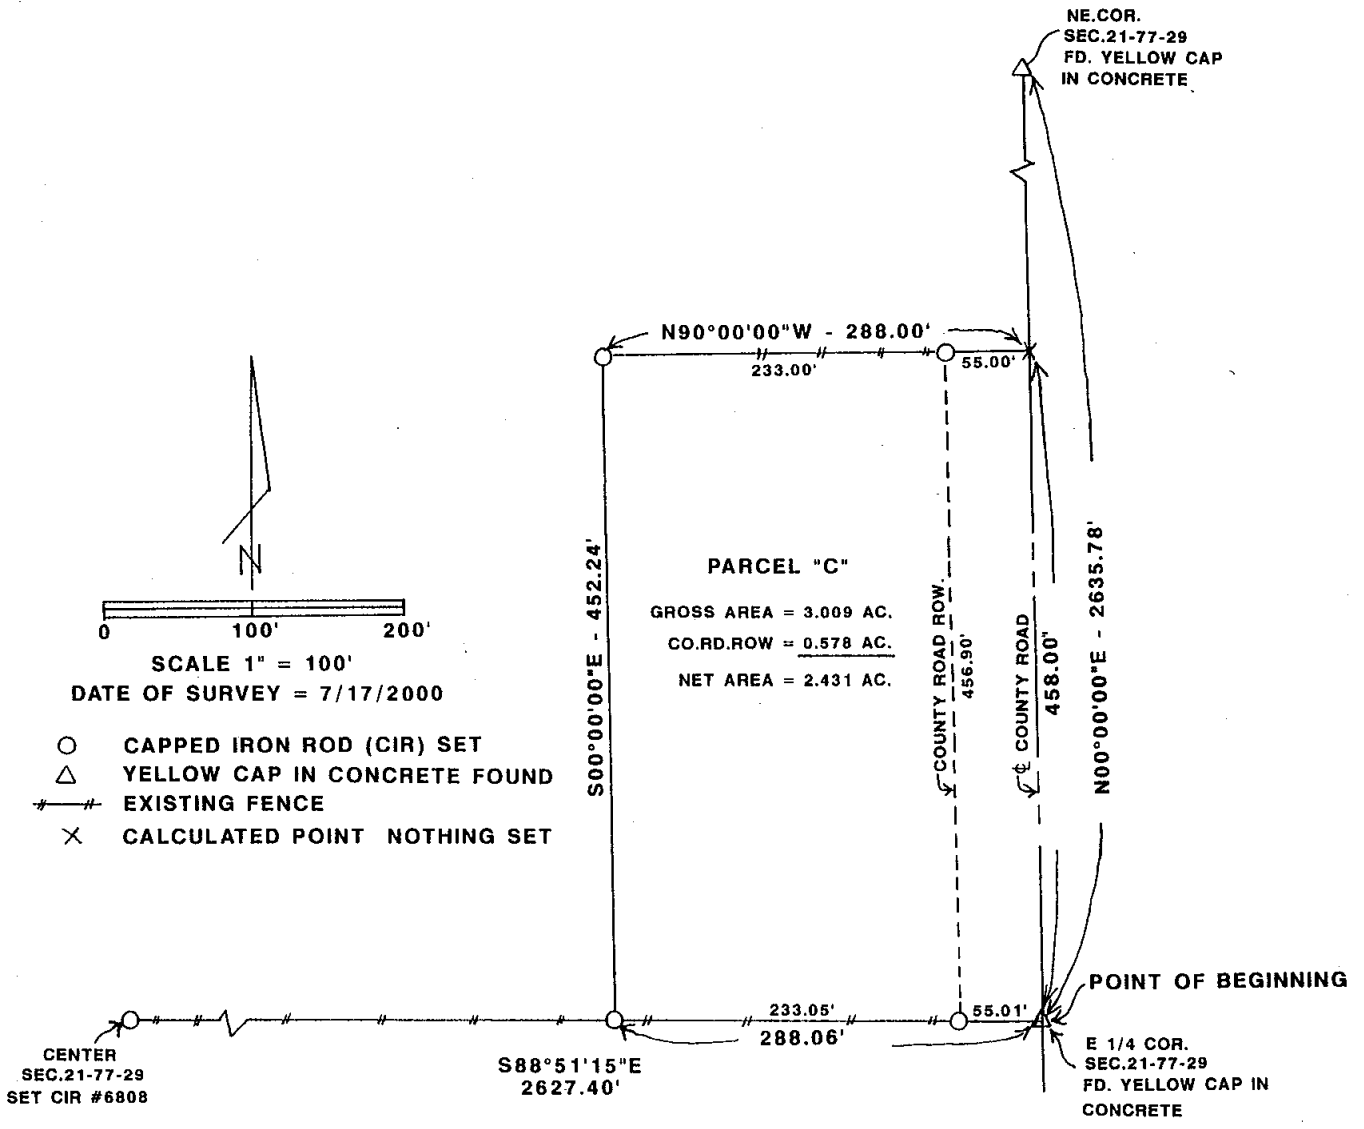 NE.COR.
SEC.21-77-29
FD. YELLOW CAP
IN CONCRETE
N90°00'00"W - 288.00'
233.00'
55.00'
S00°00'00"E - 452.24'
PARCEL "C"
GROSS AREA = 3.009 AC.
CO.RD.ROW = 0.578 AC.
NET AREA = 2.431 AC.
COUNTY ROAD ROW.
456.90'
℄ COUNTY ROAD
458.00"
N00°00'00"E - 2635.78'
N
0 100' 200'
SCALE 1" = 100'
DATE OF SURVEY = 7/17/2000
CAPPED IRON ROD (CIR) SET
YELLOW CAP IN CONCRETE FOUND
EXISTING FENCE
CALCULATED POINT NOTHING SET
POINT OF BEGINNING
233.05'
55.01'
288.06'
CENTER
SEC.21-77-29
SET CIR #6808
S88°51'15"E
2627.40'
E 1/4 COR.
SEC.21-77-29
FD. YELLOW CAP IN
CONCRETE